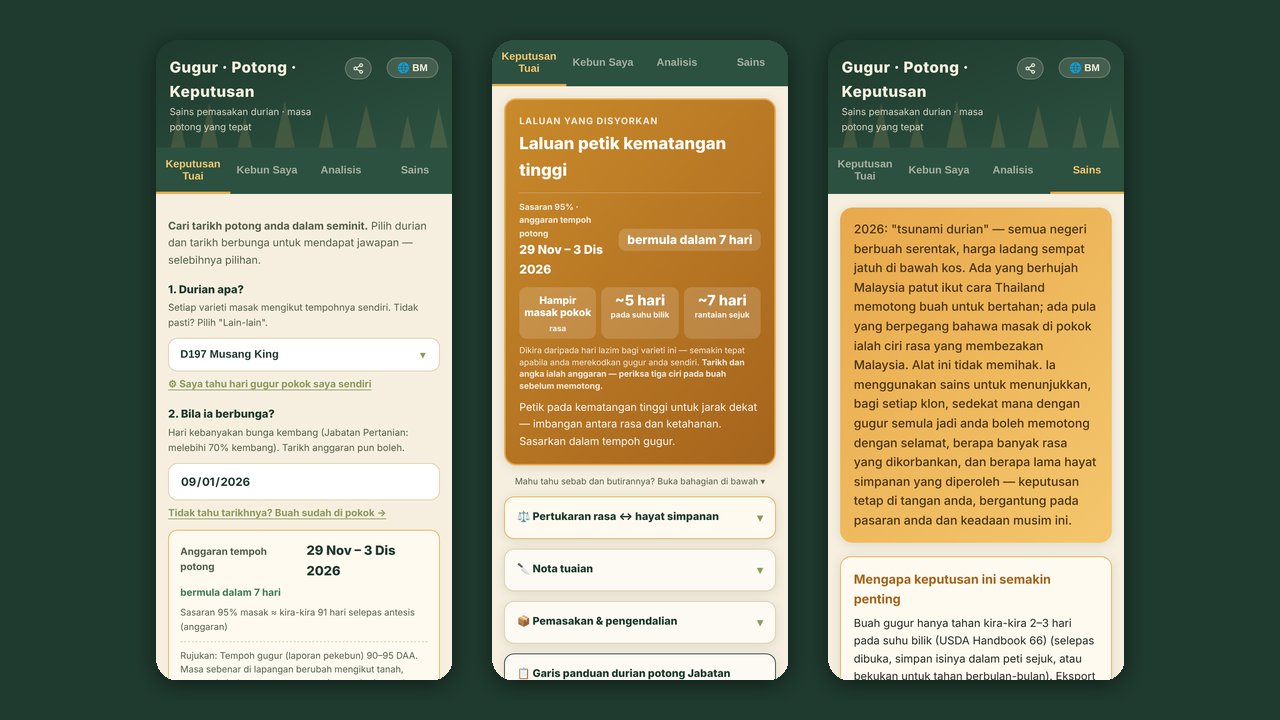 Gugur · Potong ·
Keputusan
🌐 BM
Sains pemasakan durian · masa
potong yang tepat
Keputusan
Tuai
Kebun Saya
Analisis
Sains
Cari tarikh potong anda dalam seminit. Pilih durian
dan tarikh berbunga untuk mendapat jawapan —
selebihnya pilihan.
1. Durian apa?
Setiap varieti masak mengikut tempohnya sendiri. Tidak
pasti? Pilih "Lain-lain".
D197 Musang King
⚙ Saya tahu hari gugur pokok saya sendiri
2. Bila ia berbunga?
Hari kebanyakan bunga kembang (Jabatan Pertanian:
melebihi 70% kembang). Tarikh anggaran pun boleh.
09/01/2026
Tidak tahu tarikhnya? Buah sudah di pokok →
Anggaran tempoh
potong
29 Nov – 3 Dis
2026
bermula dalam 7 hari
Sasaran 95% masak ≈ kira-kira 91 hari selepas antesis
(anggaran)
Rujukan: Tempoh gugur (laporan pekebun) 90–95 DAA.
Masa sebenar di lapangan berubah mengikut tanah,
Keputusan
Tuai
Kebun Saya
Analisis
Sains
LALUAN YANG DISYORKAN
Laluan petik kematangan
tinggi
Sasaran 95% ·
anggaran tempoh
potong
29 Nov – 3 Dis
2026
bermula dalam 7 hari
Hampir
masak pokok
rasa
~5 hari
pada suhu bilik
~7 hari
rantaian sejuk
Dikira daripada hari lazim bagi varieti ini — semakin tepat
apabila anda merekodkan gugur anda sendiri. Tarikh dan
angka ialah anggaran — periksa tiga ciri pada buah
sebelum memotong.
Petik pada kematangan tinggi untuk jarak dekat
— imbangan antara rasa dan ketahanan.
Sasarkan dalam tempoh gugur.
Mahu tahu sebab dan butirannya? Buka bahagian di bawah ▾
⚖️ Pertukaran rasa ↔ hayat simpanan
🔪 Nota tuaian
📦 Pemasakan & pengendalian
📋 Garis panduan durian potong Jabatan
Gugur · Potong ·
Keputusan
🌐 BM
Sains pemasakan durian · masa
potong yang tepat
Keputusan
Tuai
Kebun Saya
Analisis
Sains
2026: "tsunami durian" — semua negeri
berbuah serentak, harga ladang sempat
jatuh di bawah kos. Ada yang berhujah
Malaysia patut ikut cara Thailand
memotong buah untuk bertahan; ada pula
yang berpegang bahawa masak di pokok
ialah ciri rasa yang membezakan
Malaysia. Alat ini tidak memihak. Ia
menggunakan sains untuk menunjukkan,
bagi setiap klon, sedekat mana dengan
gugur semula jadi anda boleh memotong
dengan selamat, berapa banyak rasa
yang dikorbankan, dan berapa lama hayat
simpanan yang diperoleh — keputusan
tetap di tangan anda, bergantung pada
pasaran anda dan keadaan musim ini.
Mengapa keputusan ini semakin
penting
Buah gugur hanya tahan kira-kira 2–3 hari
pada suhu bilik (USDA Handbook 66) (selepas
dibuka, simpan isinya dalam peti sejuk, atau
bekukan untuk tahan berbulan-bulan). Eksport